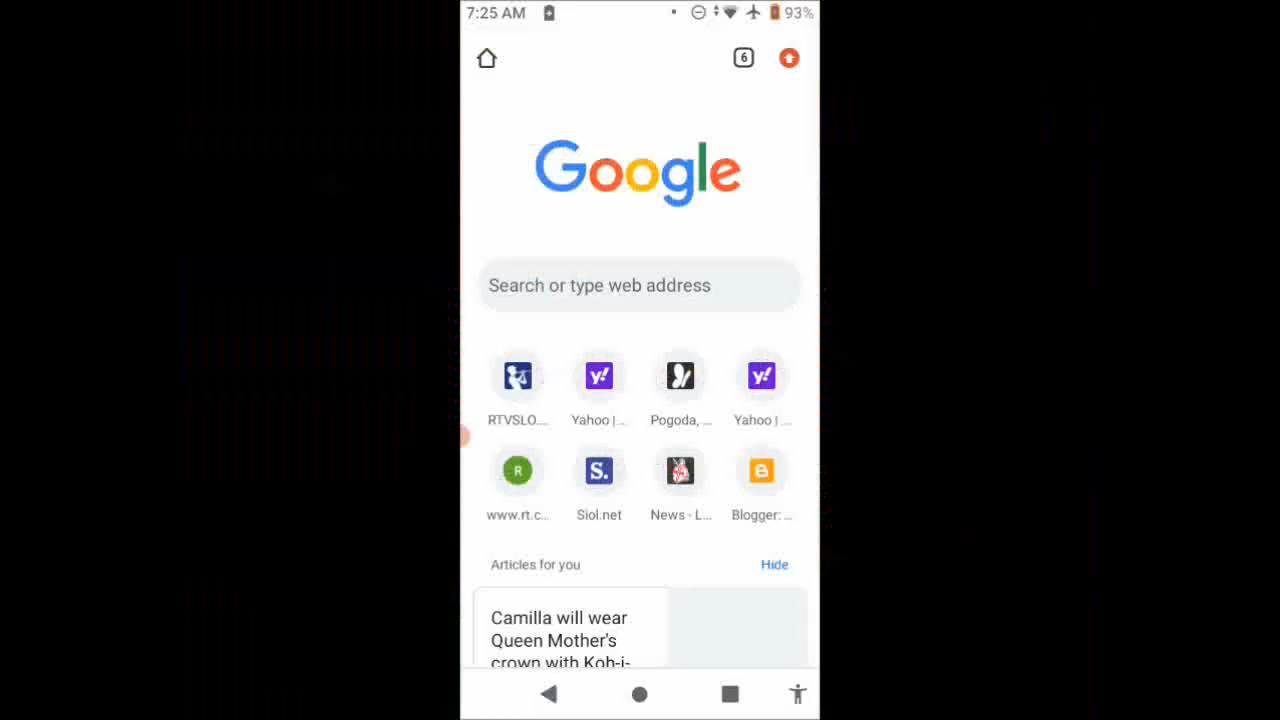 7:25 AM 93%
6
Google
Search or type web address
RTVSLO... Yahoo | ... Pogoda, ... Yahoo | ...
R S.
www.rt.c... Siol.net News - L... Blogger: ...
Articles for you Hide
Camilla will wear
Queen Mother's
crown with Koh-i-